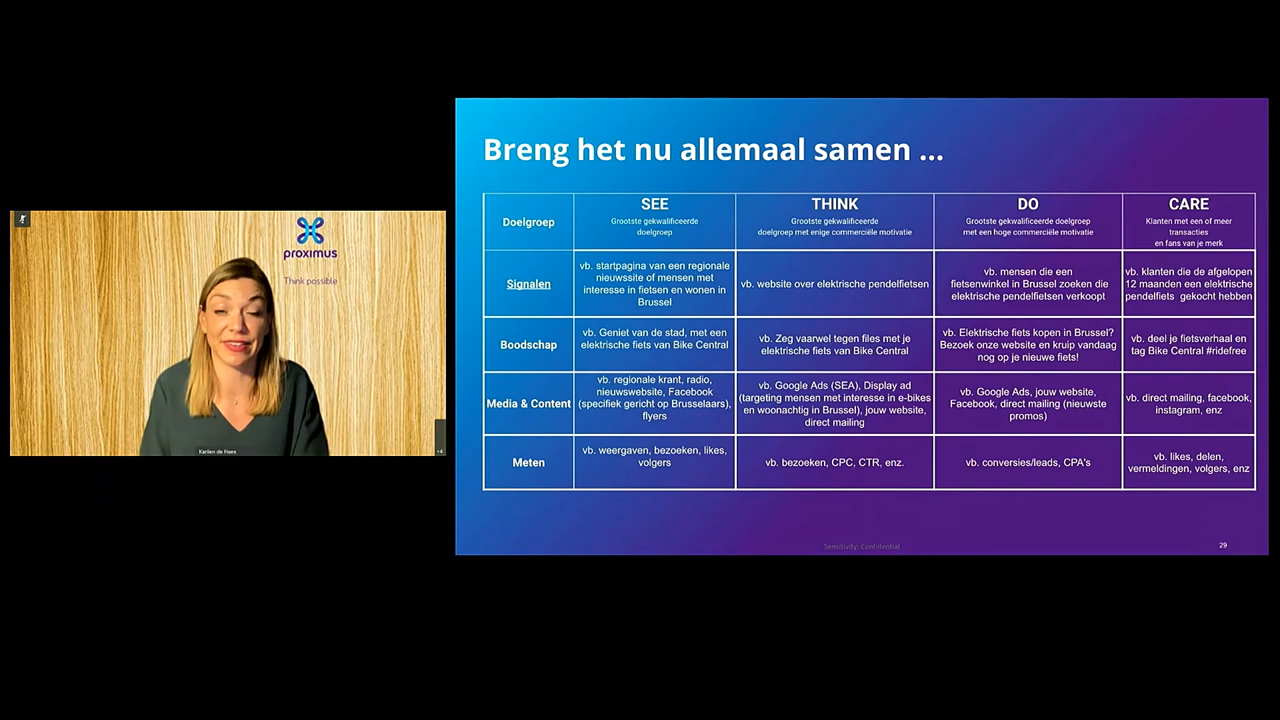 proximus
Think possible
Karlien de Haes
+4
Breng het nu allemaal samen ...
Doelgroep
SEE
Grootste gekwalificeerde
doelgroep
THINK
Grootste gekwalificeerde
doelgroep met enige commerciële motivatie
DO
Grootste gekwalificeerde doelgroep
met een hoge commerciële motivatie
CARE
Klanten met een of meer
transacties
en fans van je merk
Signalen
vb. startpagina van een regionale
nieuwssite of mensen met
interesse in fietsen en wonen in
Brussel
vb. website over elektrische pendelfietsen
vb. mensen die een
fietsenwinkel in Brussel zoeken die
elektrische pendelfietsen verkoopt
vb. klanten die de afgelopen
12 maanden een elektrische
pendelfiets gekocht hebben
Boodschap
vb. Geniet van de stad, met een
elektrische fiets van Bike Central
vb. Zeg vaarwel tegen files met je
elektrische fiets van Bike Central
vb. Elektrische fiets kopen in Brussel?
Bezoek onze website en kruip vandaag
nog op je nieuwe fiets!
vb. deel je fietsverhaal en
tag Bike Central #ridefree
Media & Content
vb. regionale krant, radio,
nieuwswebsite, Facebook
(specifiek gericht op Brusselaars),
flyers
vb. Google Ads (SEA), Display ad
(targeting mensen met interesse in e-bikes
en woonachtig in Brussel), jouw website,
direct mailing
vb. Google Ads, jouw website,
Facebook, direct mailing (nieuwste
promos)
vb. direct mailing, facebook,
instagram, enz
Meten
vb. weergaven, bezoeken, likes,
volgers
vb. bezoeken, CPC, CTR, enz.
vb. conversies/leads, CPA's
vb. likes, delen,
vermeldingen, volgers, enz
Sensitivity: Confidential
29